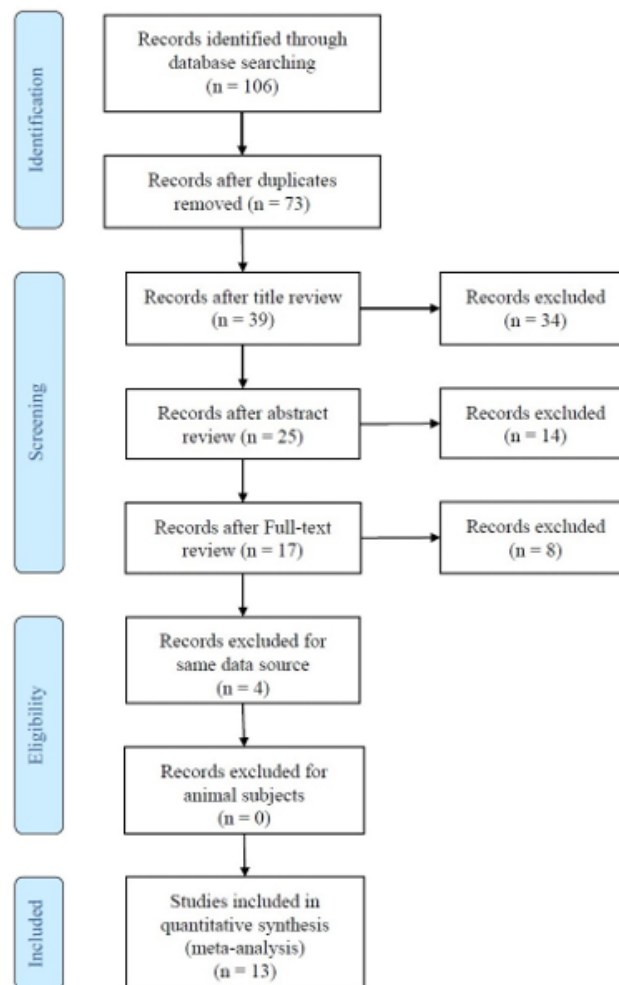 Identification
Records identified through
database searching
(n = 106)
Records after duplicates
removed (n = 73)
Screening
Records after title review
(n = 39)
Records excluded
(n = 34)
Records after abstract
review (n = 25)
Records excluded
(n = 14)
Records after Full-text
review (n = 17)
Records excluded
(n = 8)
Eligibility
Records excluded for
same data source
(n = 4)
Records excluded for
animal subjects
(n = 0)
Included
Studies included in
quantitative synthesis
(meta-analysis)
(n = 13)